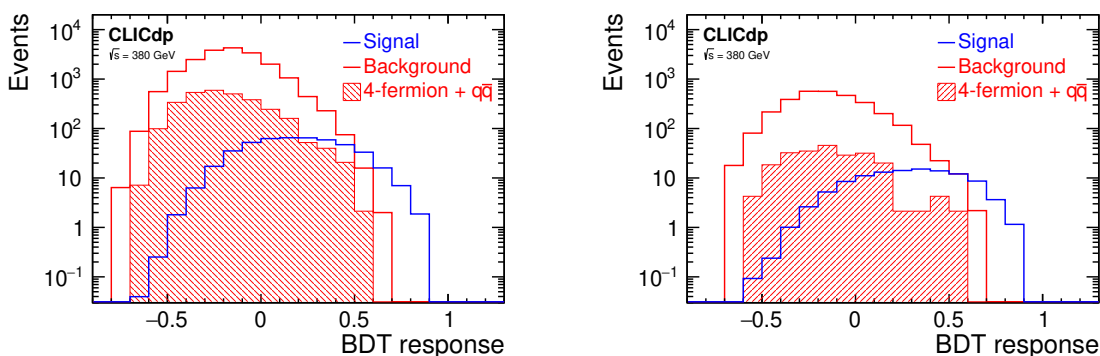 Events
10⁴
10³
10²
10
1
10⁻¹
CLICdp
√s = 380 GeV
Signal
Background
4-fermion + qq̅
−0.5 0 0.5 1
BDT response
Events
10⁴
10³
10²
10
1
10⁻¹
CLICdp
√s = 380 GeV
Signal
Background
4-fermion + qq̅
−0.5 0 0.5 1
BDT response